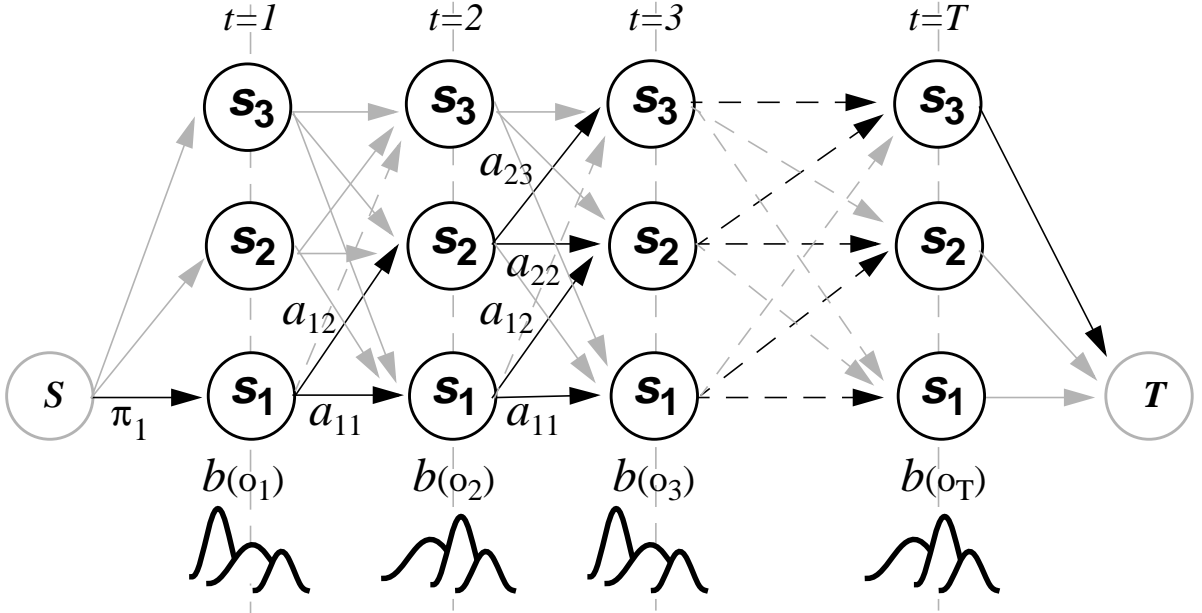 t=1 t=2 t=3 t=T
s₃ s₃ s₃ s₃
a₂₃
s₂ s₂ s₂ s₂
a₂₂
a₁₂ a₁₂
S s₁ s₁ s₁ s₁ T
π₁ a₁₁ a₁₁
b(o₁) b(o₂) b(o₃) b(o_T)